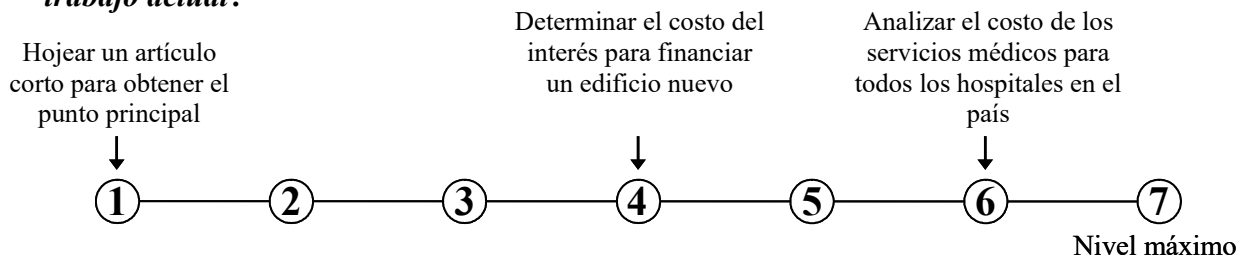 trabajo actual?
Hojear un artículo
corto para obtener el
punto principal
Determinar el costo del
interés para financiar
un edificio nuevo
Analizar el costo de los
servicios médicos para
todos los hospitales en el
país
1 2 3 4 5 6 7
Nivel máximo